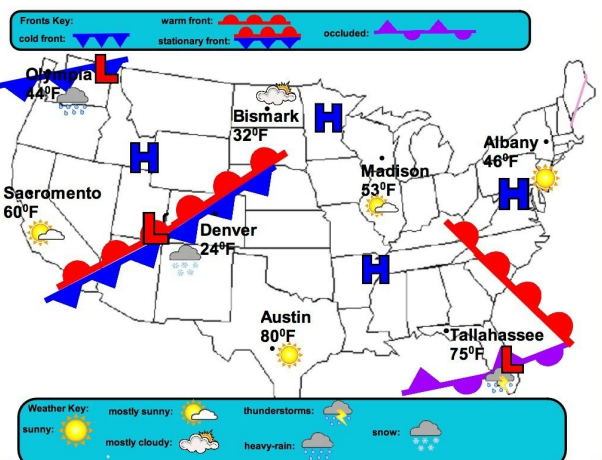 Fronts Key:
warm front:
cold front:
stationary front:
occluded:
Olympia
44⁰F
L
Bismark
32⁰F
H
H
Albany
46⁰F
Madison
53⁰F
H
Sacromento
60⁰F
L
Denver
24⁰F
H
Austin
80⁰F
Tallahassee
75⁰F
L
Weather Key:
sunny:
mostly sunny:
mostly cloudy:
thunderstorms:
heavy-rain:
snow: